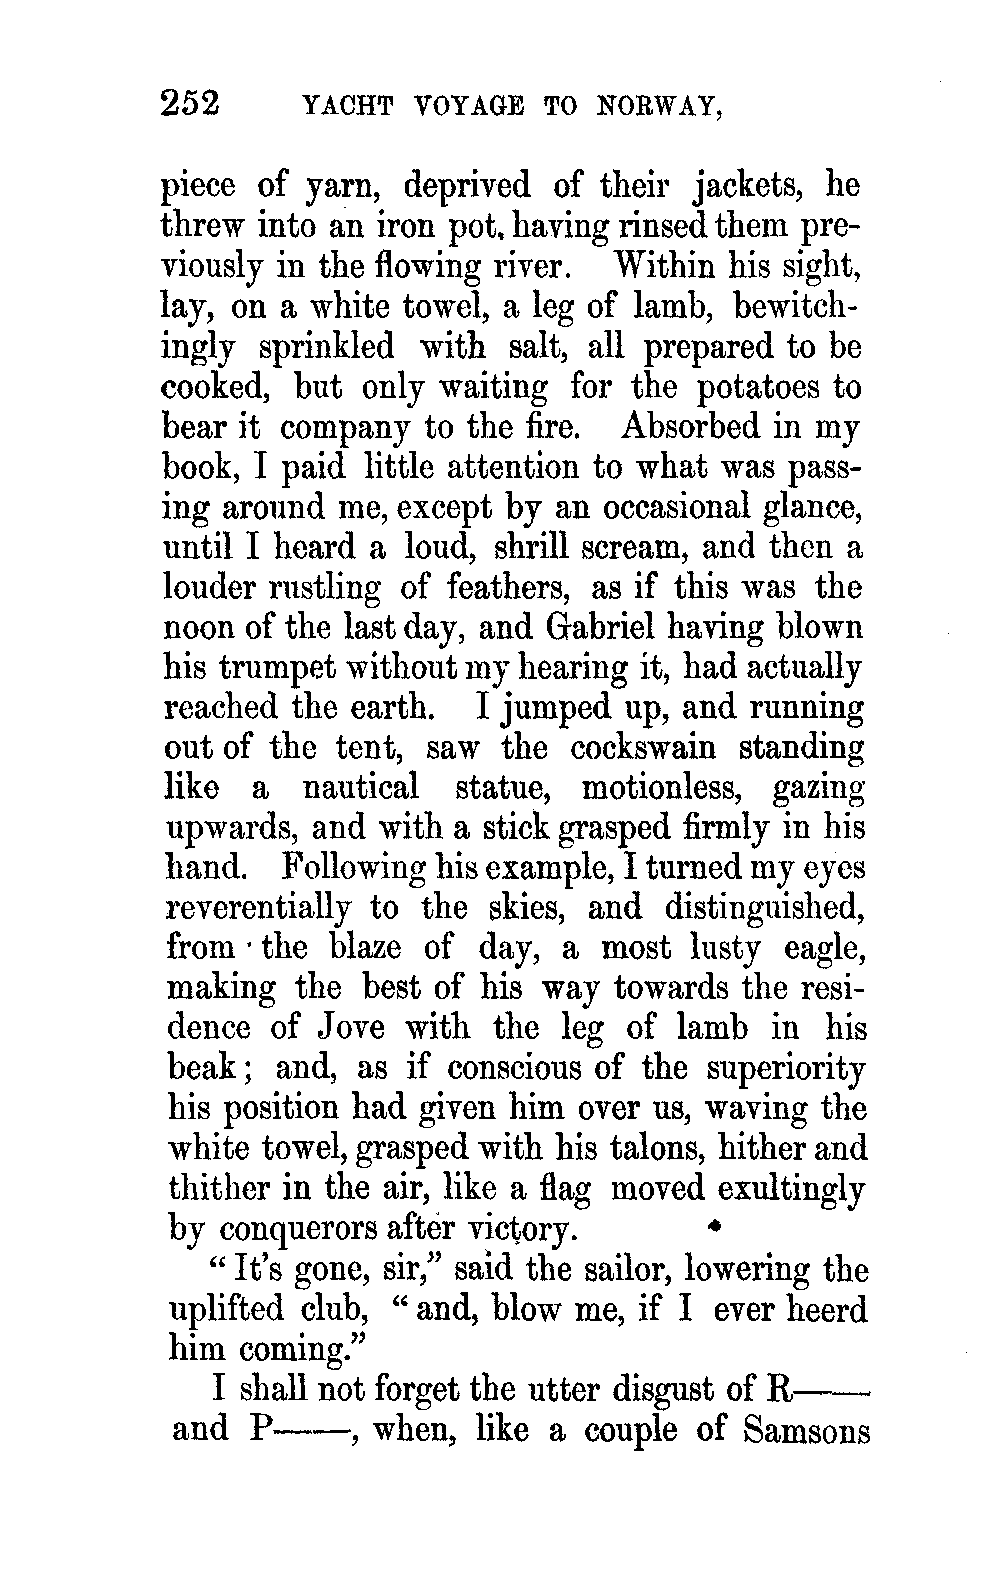 252 YACHT VOYAGE TO NORWAY,
piece of yarn, deprived of their jackets, he
threw into an iron pot, having rinsed them pre-
viously in the flowing river. Within his sight,
lay, on a white towel, a leg of lamb, bewitch-
ingly sprinkled with salt, all prepared to be
cooked, but only waiting for the potatoes to
bear it company to the fire. Absorbed in my
book, I paid little attention to what was pass-
ing around me, except by an occasional glance,
until I heard a loud, shrill scream, and then a
louder rustling of feathers, as if this was the
noon of the last day, and Gabriel having blown
his trumpet without my hearing it, had actually
reached the earth. I jumped up, and running
out of the tent, saw the cockswain standing
like a nautical statue, motionless, gazing
upwards, and with a stick grasped firmly in his
hand. Following his example, I turned my eyes
reverentially to the skies, and distinguished,
from the blaze of day, a most lusty eagle,
making the best of his way towards the resi-
dence of Jove with the leg of lamb in his
beak; and, as if conscious of the superiority
his position had given him over us, waving the
white towel, grasped with his talons, hither and
thither in the air, like a flag moved exultingly
by conquerors after victory.
“It's gone, sir,” said the sailor, lowering the
uplifted club, “and, blow me, if I ever heerd
him coming.”
I shall not forget the utter disgust of R——
and P——, when, like a couple of Samsons